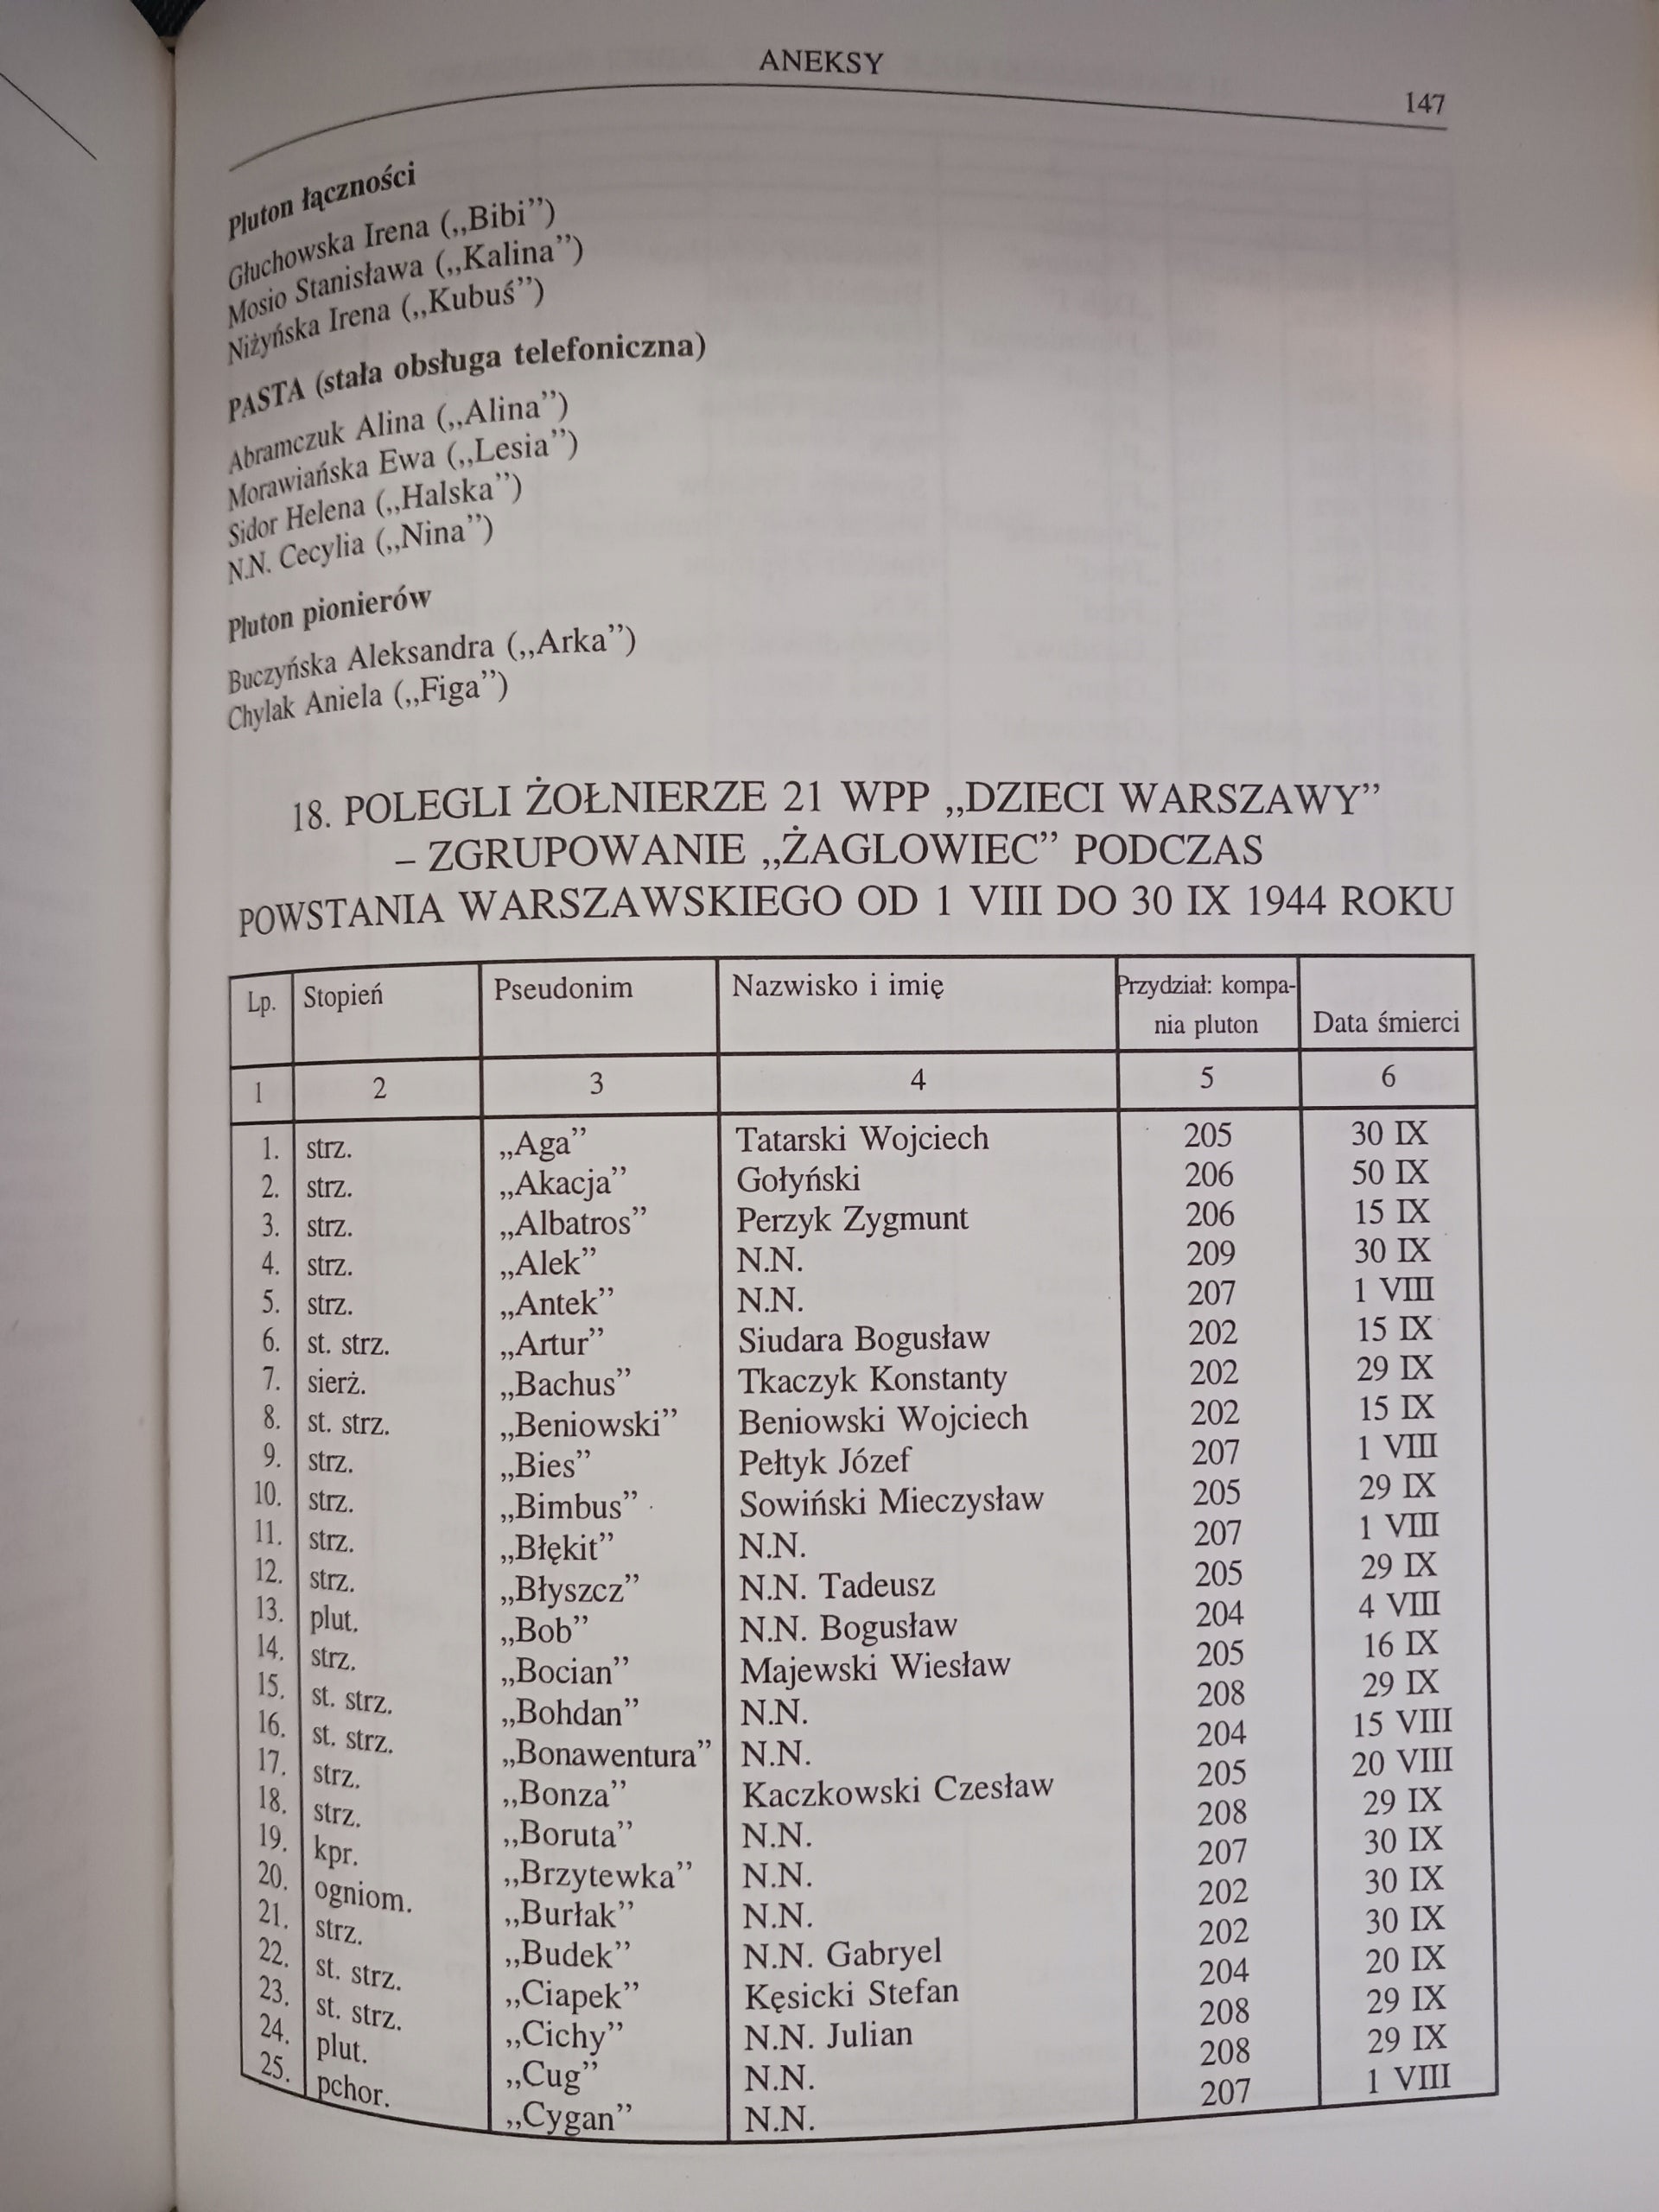 ANEKSY
147
Pluton łączności
Głuchowska Irena („Bibi”)
Mosio Stanisława („Kalina”)
Niżyńska Irena („Kubuś”)
PASTA (stała obsługa telefoniczna)
Abramczuk Alina („Alina”)
Morawiańska Ewa („Lesia”)
Sidor Helena („Halska”)
N.N. Cecylia („Nina”)
Pluton pionierów
Buczyńska Aleksandra („Arka”)
Chylak Aniela („Figa”)
18. POLEGLI ŻOŁNIERZE 21 WPP „DZIECI WARSZAWY”
– ZGRUPOWANIE „ŻAGLOWIEC” PODCZAS
POWSTANIA WARSZAWSKIEGO OD 1 VIII DO 30 IX 1944 ROKU
Lp. Stopień Pseudonim Nazwisko i imię Przydział: kompa-
nia pluton Data śmierci
1 2 3 4 5 6
1. strz. „Aga” Tatarski Wojciech 205 30 IX
2. strz. „Akacja” Gołyński 206 50 IX
3. strz. „Albatros” Perzyk Zygmunt 206 15 IX
4. strz. „Alek” N.N. 209 30 IX
5. strz. „Antek” N.N. 207 1 VIII
6. st. strz. „Artur” Siudara Bogusław 202 15 IX
7. sierż. „Bachus” Tkaczyk Konstanty 202 29 IX
8. st. strz. „Beniowski” Beniowski Wojciech 202 15 IX
9. strz. „Bies” Pełtyk Józef 207 1 VIII
10. strz. „Bimbus” Sowiński Mieczysław 205 29 IX
11. strz. „Błękit” N.N. 207 1 VIII
12. strz. „Błyszcz” N.N. Tadeusz 205 29 IX
13. plut. „Bob” N.N. Bogusław 204 4 VIII
14. strz. „Bocian” Majewski Wiesław 205 16 IX
15. st. strz. „Bohdan” N.N. 208 29 IX
16. st. strz. „Bonawentura” N.N. 204 15 VIII
17. strz. „Bonza” Kaczkowski Czesław 205 20 VIII
18. strz. „Boruta” N.N. 208 29 IX
19. kpr. „Brzytewka” N.N. 207 30 IX
20. ogniom. „Burłak” N.N. 202 30 IX
21. strz. „Budek” N.N. Gabryel 202 30 IX
22. st. strz. „Ciapek” Kęsicki Stefan 204 20 IX
23. st. strz. „Cichy” N.N. Julian 208 29 IX
24. plut. „Cug” N.N. 208 29 IX
25. pchor. „Cygan” N.N. 207 1 VIII